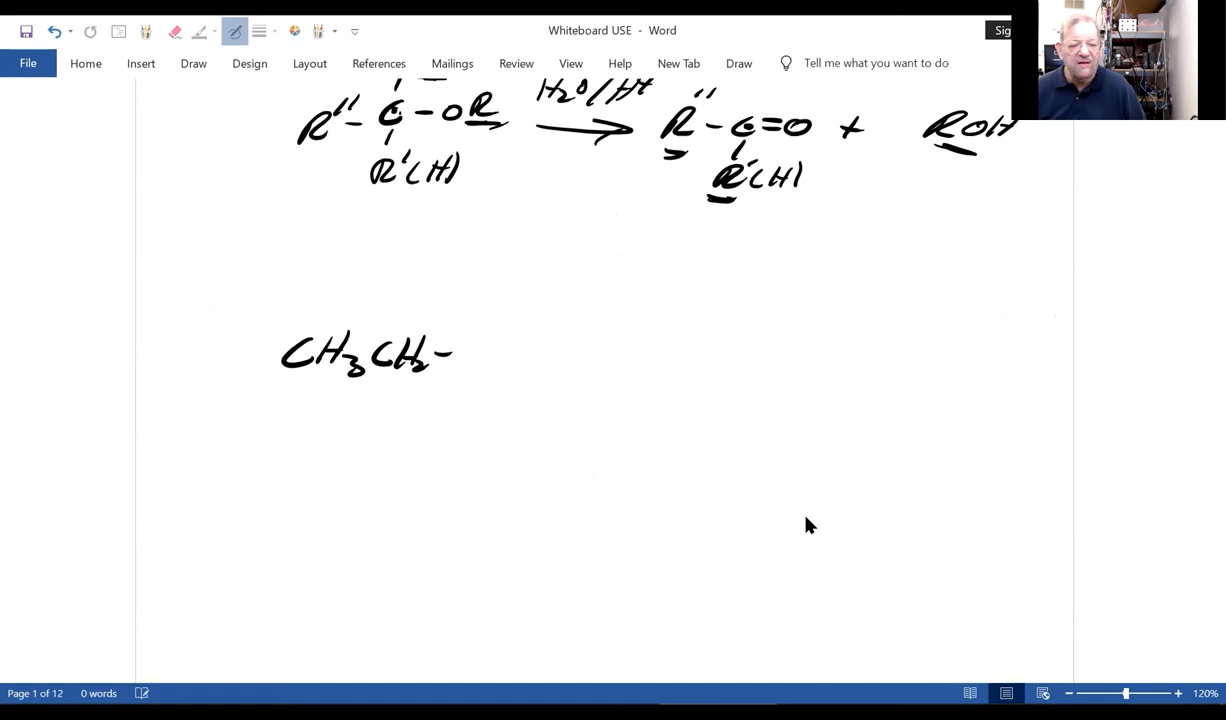 Whiteboard USE - Word
Sig
File Home Insert Draw Design Layout References Mailings Review View Help New Tab Draw Tell me what you want to do
R'' - C - OR H2O/H+ R'' - C = O + ROH
R'(H) R'(H)
CH3CH2-
Page 1 of 12 0 words 120%